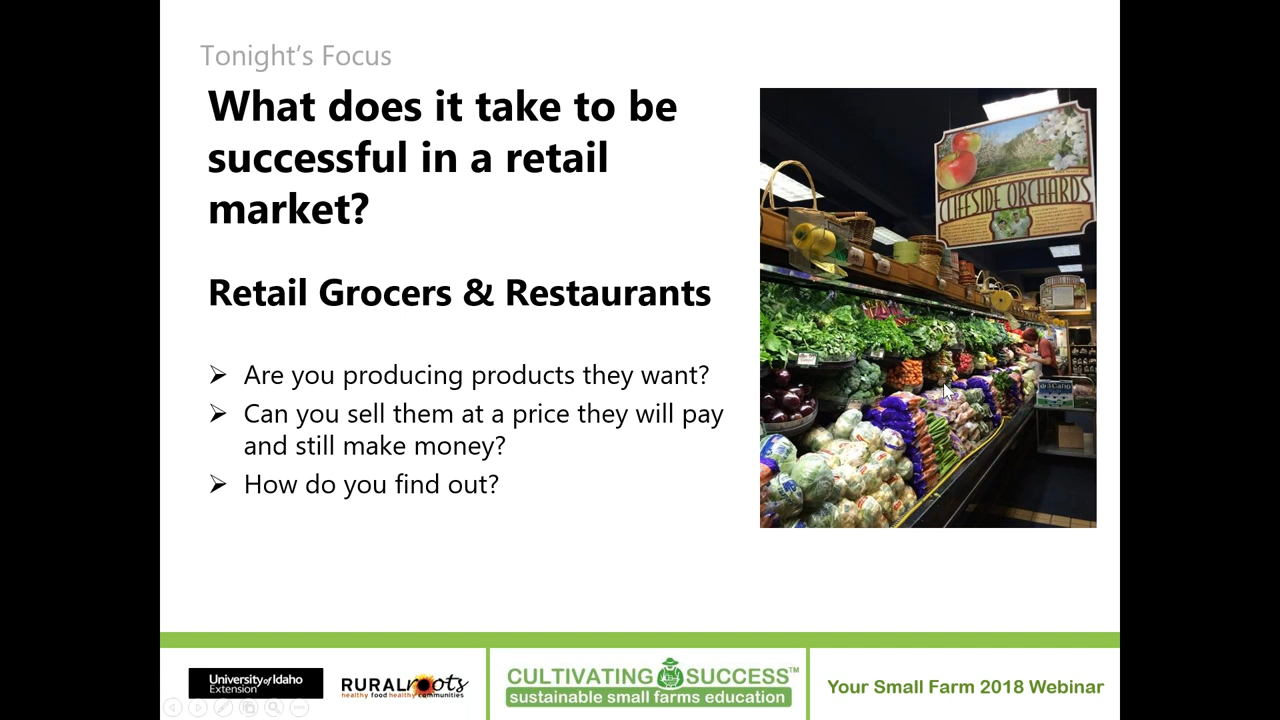 Tonight's Focus
What does it take to be
successful in a retail
market?
Retail Grocers & Restaurants
➢ Are you producing products they want?
➢ Can you sell them at a price they will pay
and still make money?
➢ How do you find out?
CLIFFSIDE ORCHARDS
University of Idaho
Extension
RURAL roots
healthy food healthy communities
CULTIVATING SUCCESS™
sustainable small farms education
Your Small Farm 2018 Webinar